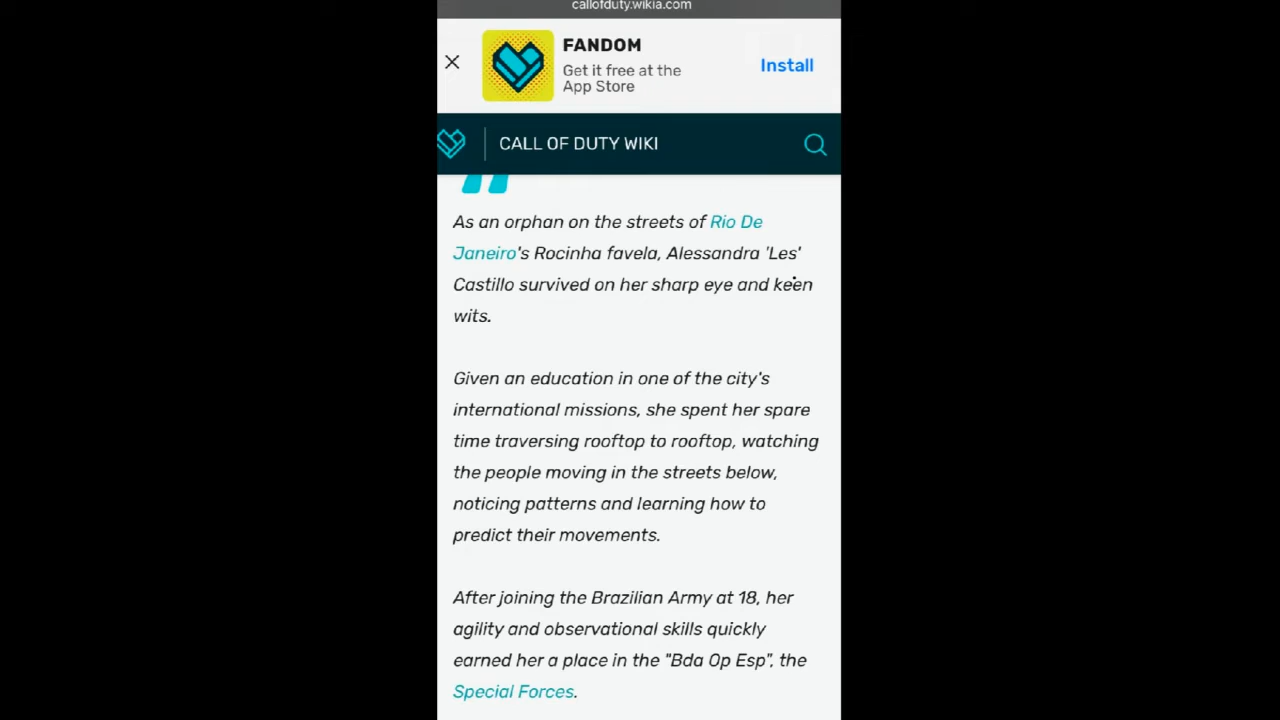 callofduty.wikia.com
FANDOM
Get it free at the
App Store
Install
CALL OF DUTY WIKI
As an orphan on the streets of Rio De
Janeiro's Rocinha favela, Alessandra 'Les'
Castillo survived on her sharp eye and keen
wits.
Given an education in one of the city's
international missions, she spent her spare
time traversing rooftop to rooftop, watching
the people moving in the streets below,
noticing patterns and learning how to
predict their movements.
After joining the Brazilian Army at 18, her
agility and observational skills quickly
earned her a place in the "Bda Op Esp", the
Special Forces.